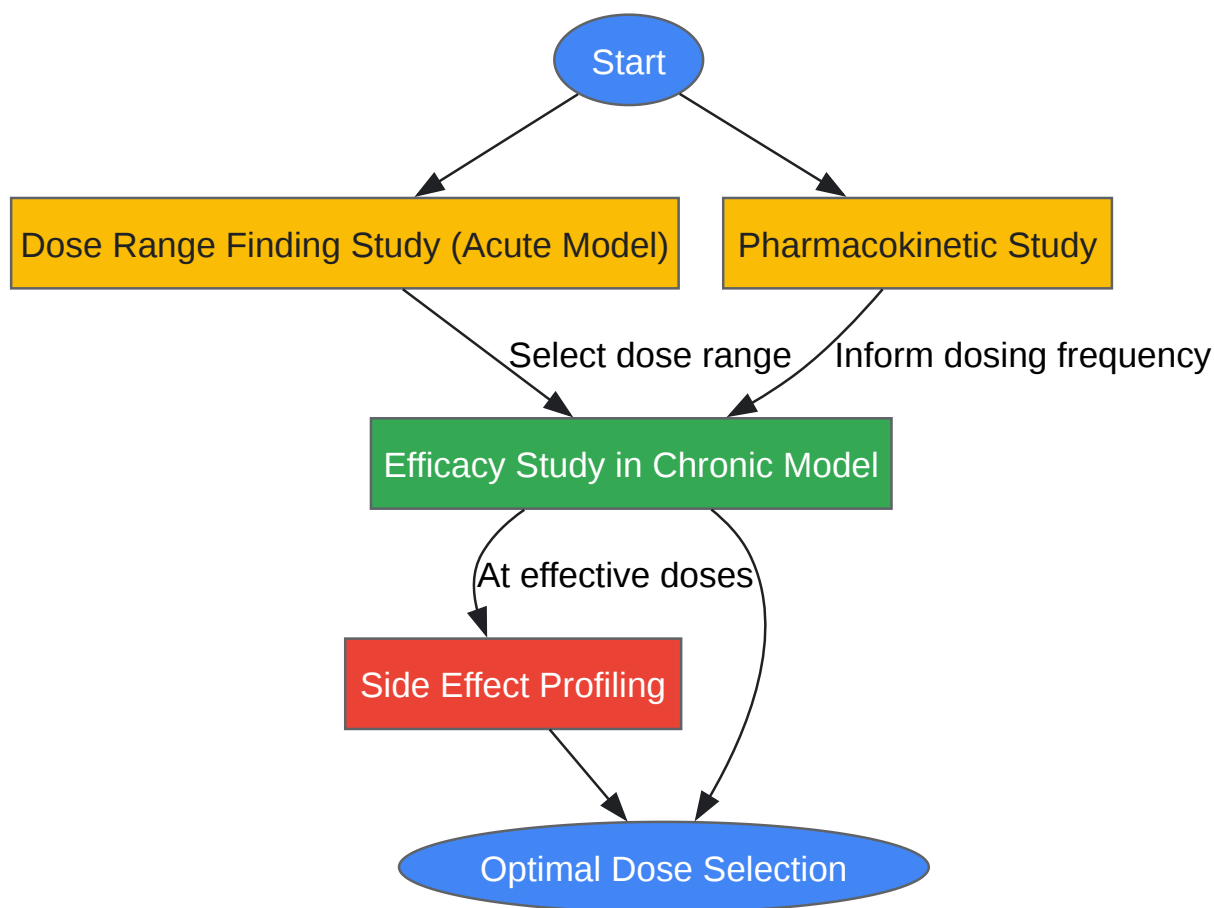 Start
Dose Range Finding Study (Acute Model)
Pharmacokinetic Study
Select dose range
Inform dosing frequency
Efficacy Study in Chronic Model
At effective doses
Side Effect Profiling
Optimal Dose Selection